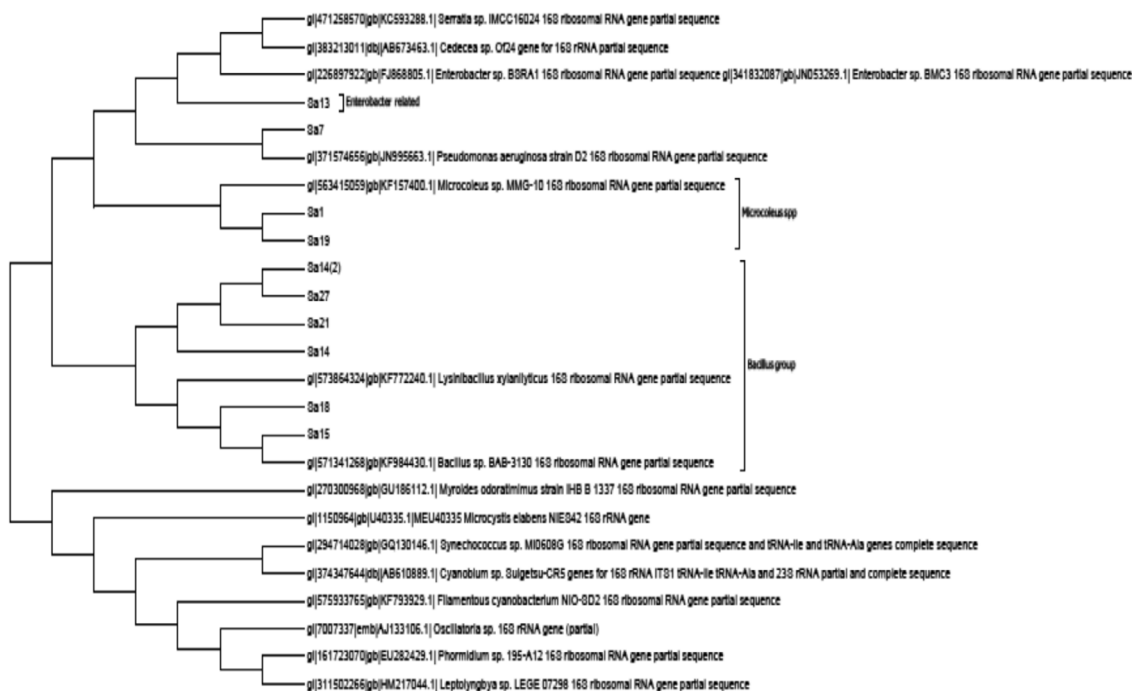 gi|471258570|gb|KC593288.1| Serratia sp. IMCC16024 16S ribosomal RNA gene partial sequence
gi|383213011|dbj|AB673463.1| Cedecea sp. Of24 gene for 16S rRNA partial sequence
gi|226897922|gb|FJ868805.1| Enterobacter sp. BSRA1 16S ribosomal RNA gene partial sequence gi|341832087|gb|JN053269.1| Enterobacter sp. BMC3 16S ribosomal RNA gene partial sequence
Sa13 Enterobacter related
Sa7
gi|371574656|gb|JN995663.1| Pseudomonas aeruginosa strain D2 16S ribosomal RNA gene partial sequence
gi|563415059|gb|KF157400.1| Microcoleus sp. MMG-10 16S ribosomal RNA gene partial sequence
Sa1
Microcoleus spp
Sa19
Sa14(2)
Sa27
Sa21
Sa14
Bacillus group
gi|573864324|gb|KF772240.1| Lysinibacillus xylanilyticus 16S ribosomal RNA gene partial sequence
Sa18
Sa15
gi|571341268|gb|KF984430.1| Bacillus sp. BAB-3130 16S ribosomal RNA gene partial sequence
gi|270300968|gb|GU186112.1| Myroides odoratimimus strain IHB B 1337 16S ribosomal RNA gene partial sequence
gi|1150964|gb|U40335.1|MEU40335 Microcystis elabens NIES42 16S rRNA gene
gi|294714028|gb|GQ130146.1| Synechococcus sp. MI0608G 16S ribosomal RNA gene partial sequence and tRNA-Ile and tRNA-Ala genes complete sequence
gi|374347644|dbj|AB610889.1| Cyanobium sp. Suigetsu-CR5 genes for 16S rRNA ITS1 tRNA-Ile tRNA-Ala and 23S rRNA partial and complete sequence
gi|575933765|gb|KF793929.1| Filamentous cyanobacterium NIO-SD2 16S ribosomal RNA gene partial sequence
gi|7007337|emb|AJ133106.1| Oscillatoria sp. 16S rRNA gene (partial)
gi|161723070|gb|EU282429.1| Phormidium sp. 195-A12 16S ribosomal RNA gene partial sequence
gi|311502266|gb|HM217044.1| Leptolyngbya sp. LEGE 07298 16S ribosomal RNA gene partial sequence